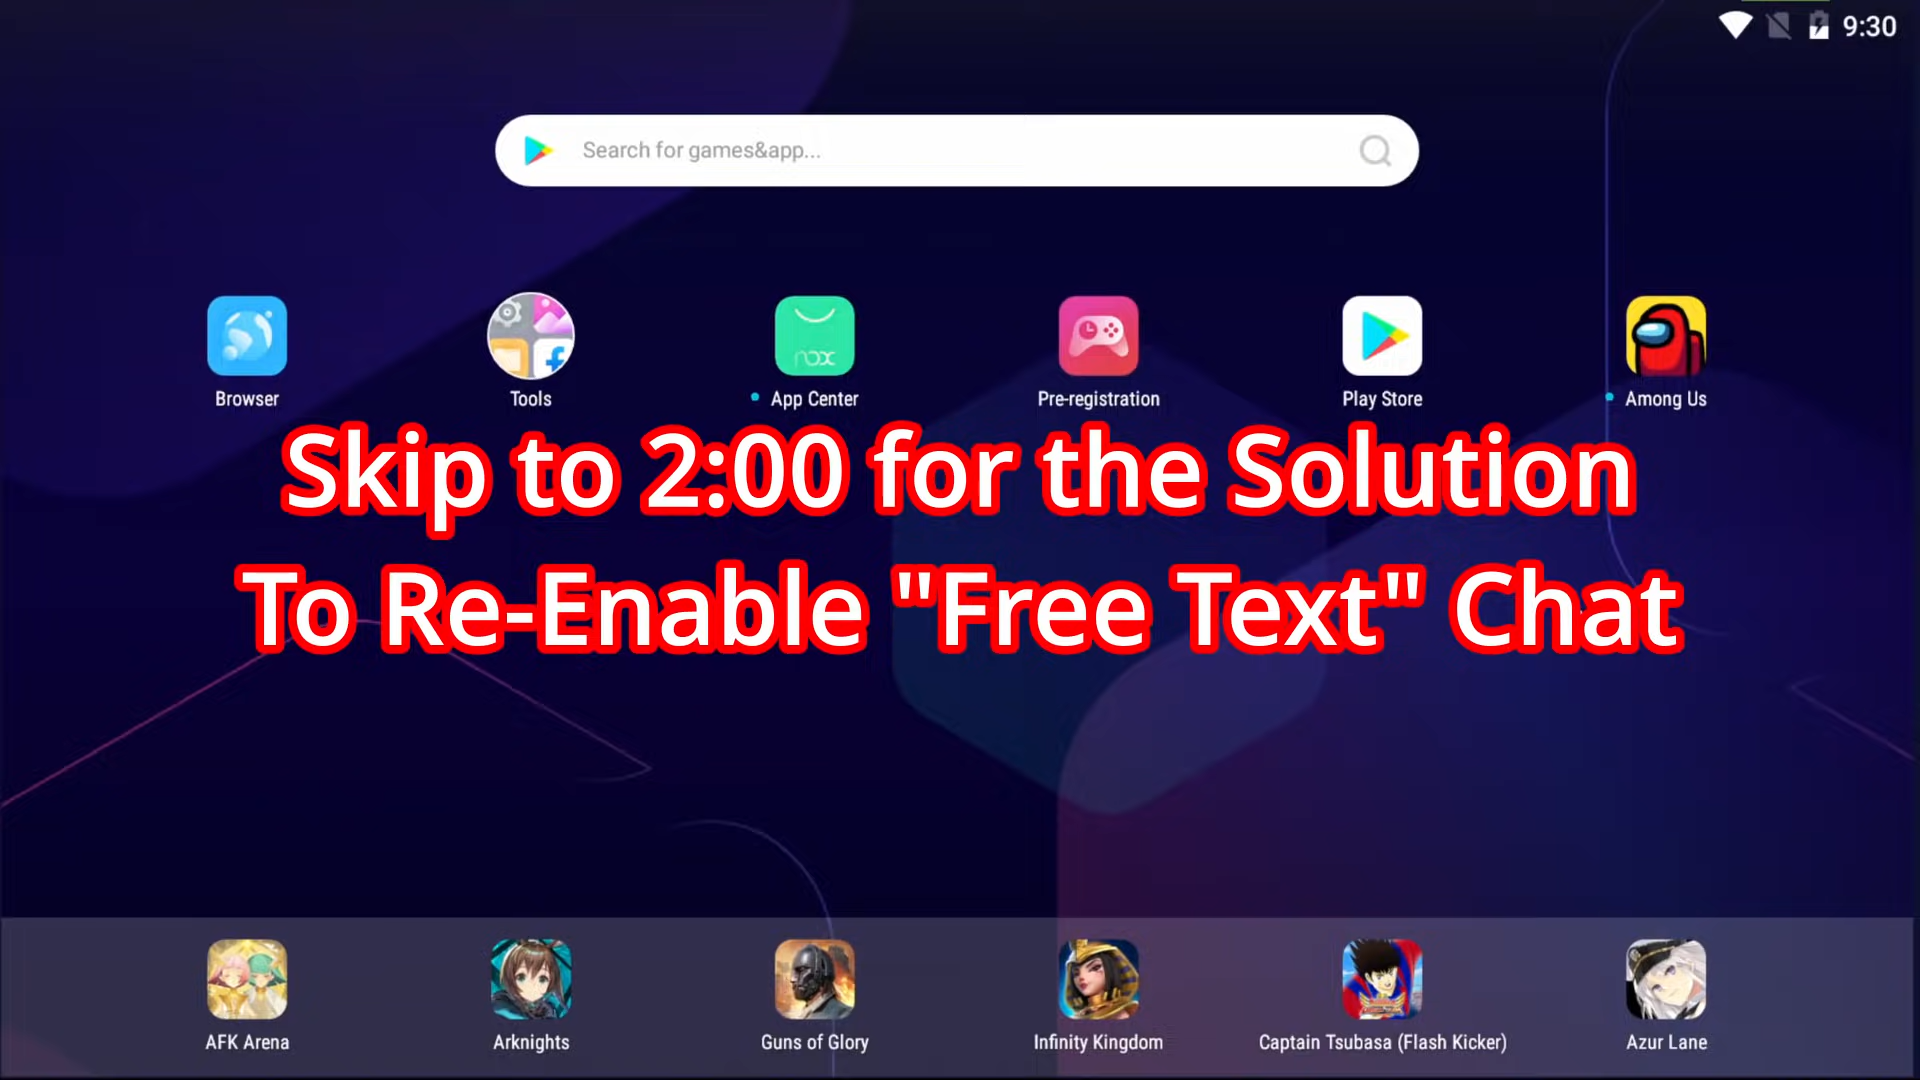 9:30
Search for games&app...
Browser
Tools
nox
App Center
Pre-registration
Play Store
Among Us
Skip to 2:00 for the Solution
To Re-Enable "Free Text" Chat
AFK Arena
Arknights
Guns of Glory
Infinity Kingdom
Captain Tsubasa (Flash Kicker)
Azur Lane